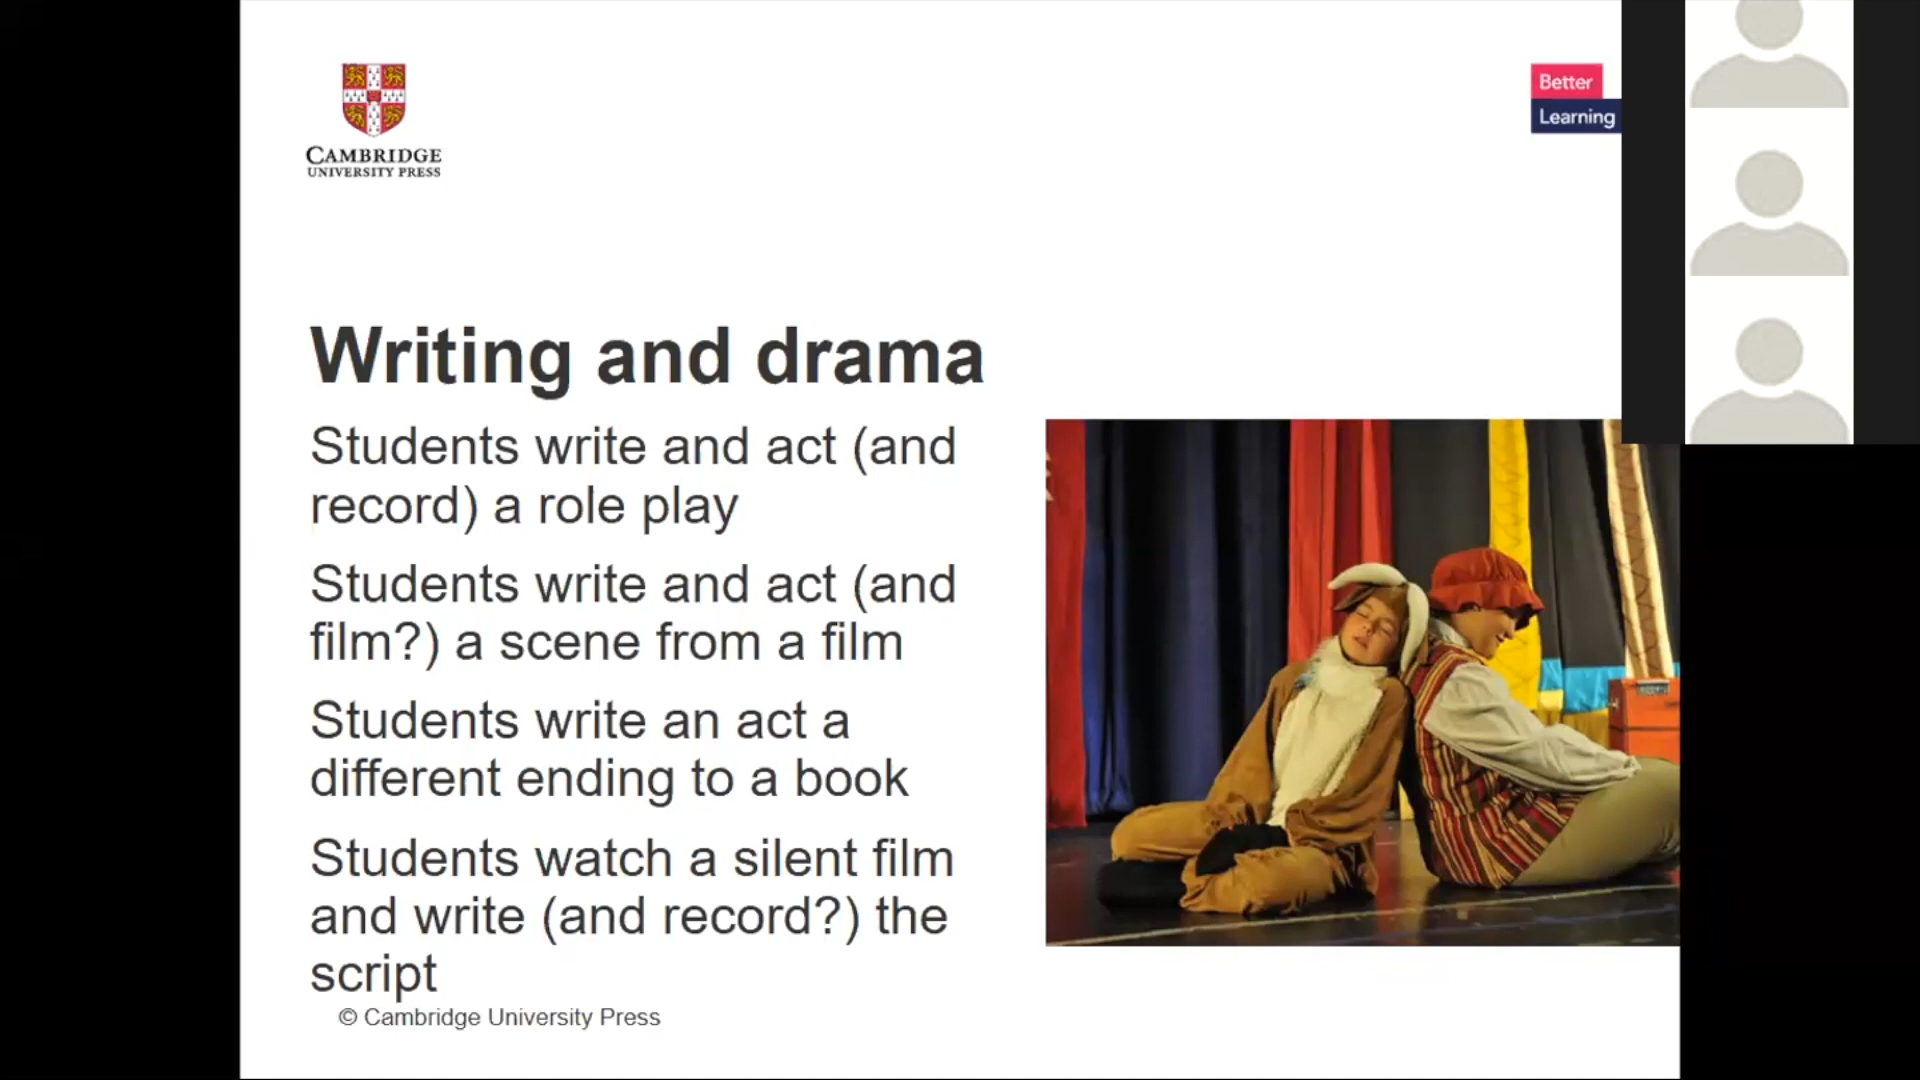 CAMBRIDGE
UNIVERSITY PRESS
Better
Learning
Writing and drama
Students write and act (and
record) a role play
Students write and act (and
film?) a scene from a film
Students write an act a
different ending to a book
Students watch a silent film
and write (and record?) the
script
© Cambridge University Press